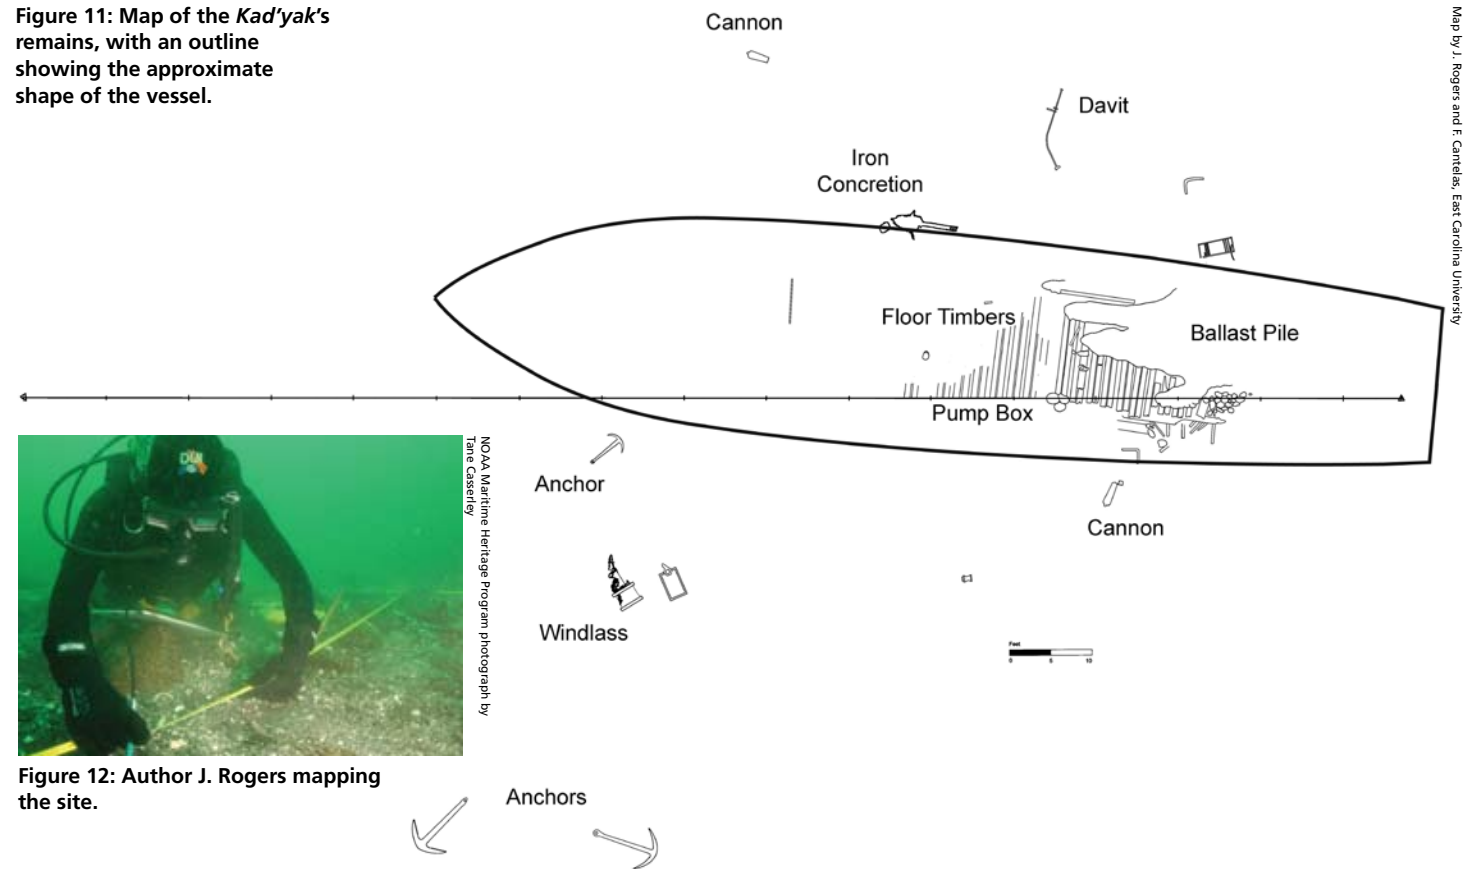 Figure 11: Map of the Kad'yak's
remains, with an outline
showing the approximate
shape of the vessel.
Cannon
Davit
Iron
Concretion
Floor Timbers
Ballast Pile
Pump Box
Anchor
Cannon
Windlass
Feet
0 5 10
Anchors
Map by J. Rogers and F. Cantelas, East Carolina University
DUI
NOAA Maritime Heritage Program photograph by
Tane Casserley
Figure 12: Author J. Rogers mapping
the site.